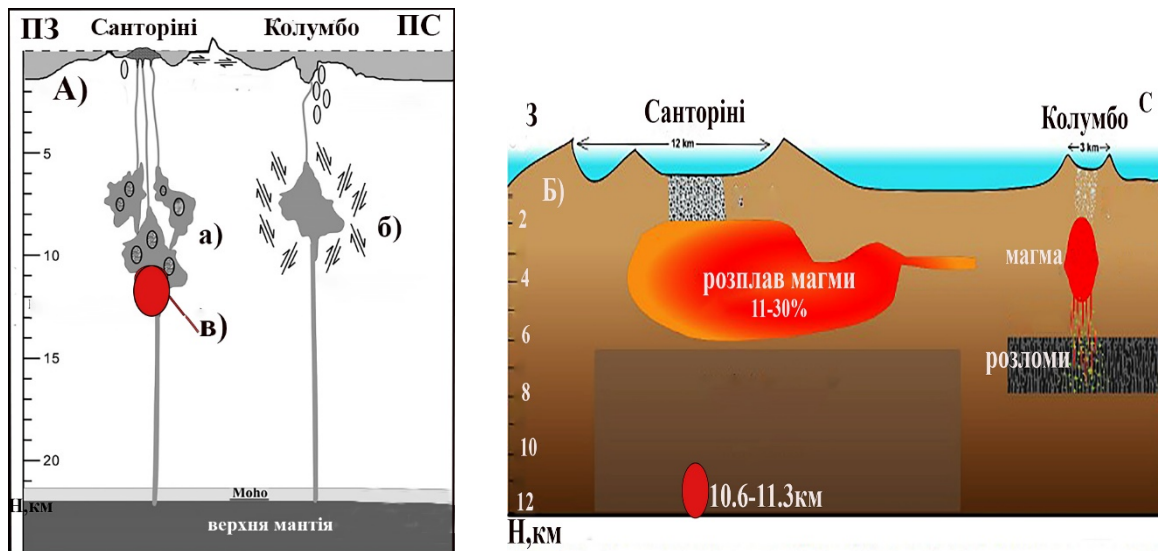 ПЗ
Санторіні
Колумбо
ПС
А)
5
а)
б)
10
в)
15
20
Moho
Н,км
верхня мантія
З
Санторіні
12 km
Колумбо
С
3 km
Б)
2
4
6
8
10
12
розплав магми
11-30%
магма
розломи
10.6-11.3км
Н,км